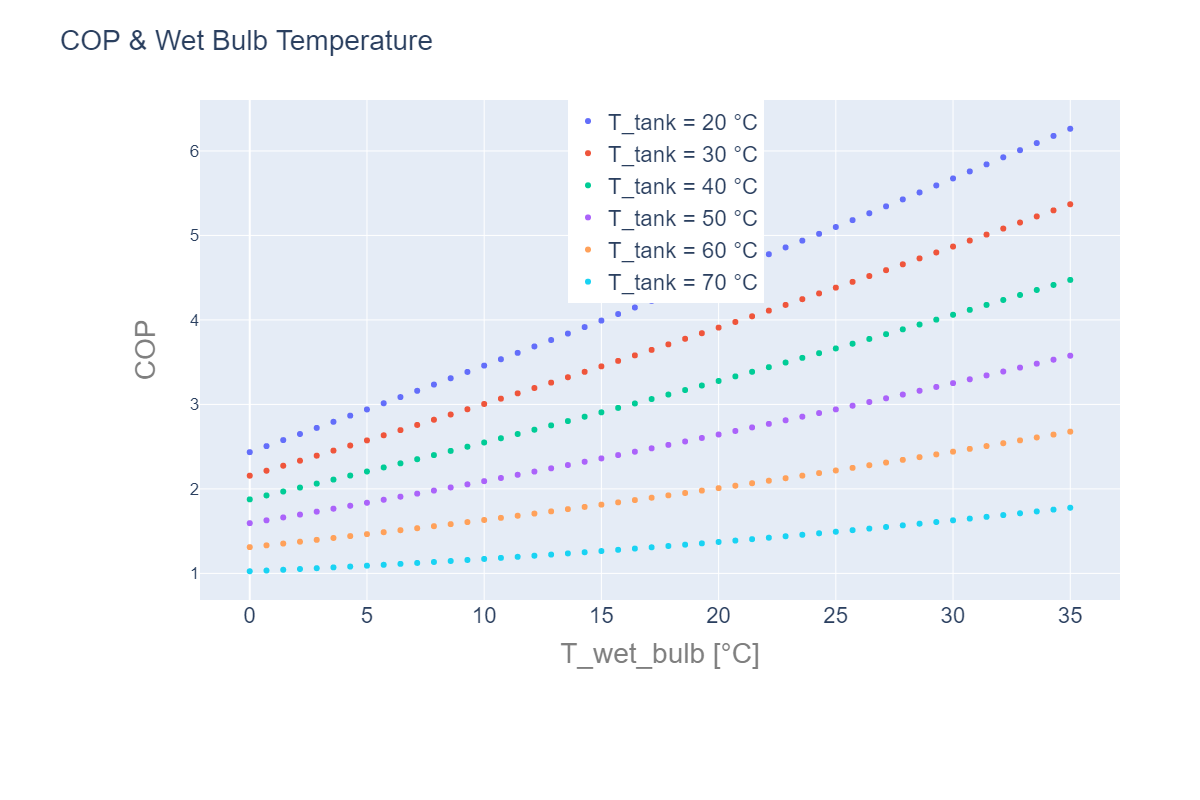 COP & Wet Bulb Temperature
T_tank = 20 °C
T_tank = 30 °C
T_tank = 40 °C
T_tank = 50 °C
T_tank = 60 °C
T_tank = 70 °C
6
5
4
3
2
1
COP
0 5 10 15 20 25 30 35
T_wet_bulb [°C]